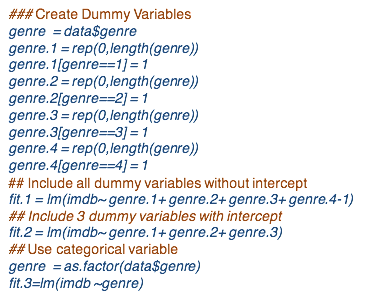 ### Create Dummy Variables
genre = data$genre
genre.1 = rep(0,length(genre))
genre.1[genre==1] = 1
genre.2 = rep(0,length(genre))
genre.2[genre==2] = 1
genre.3 = rep(0,length(genre))
genre.3[genre==3] = 1
genre.4 = rep(0,length(genre))
genre.4[genre==4] = 1
## Include all dummy variables without intercept
fit.1 = lm(imdb~ genre.1+ genre.2+ genre.3+ genre.4-1)
## Include 3 dummy variables with intercept
fit.2 = lm(imdb~ genre.1+ genre.2+ genre.3)
## Use categorical variable
genre = as.factor(data$genre)
fit.3=lm(imdb ~genre)